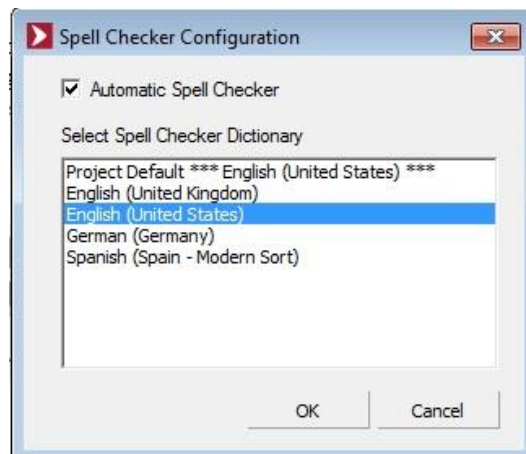 Spell Checker Configuration
Automatic Spell Checker
Select Spell Checker Dictionary
Project Default *** English (United States) ***
English (United Kingdom)
English (United States)
German (Germany)
Spanish (Spain - Modern Sort)
OK Cancel